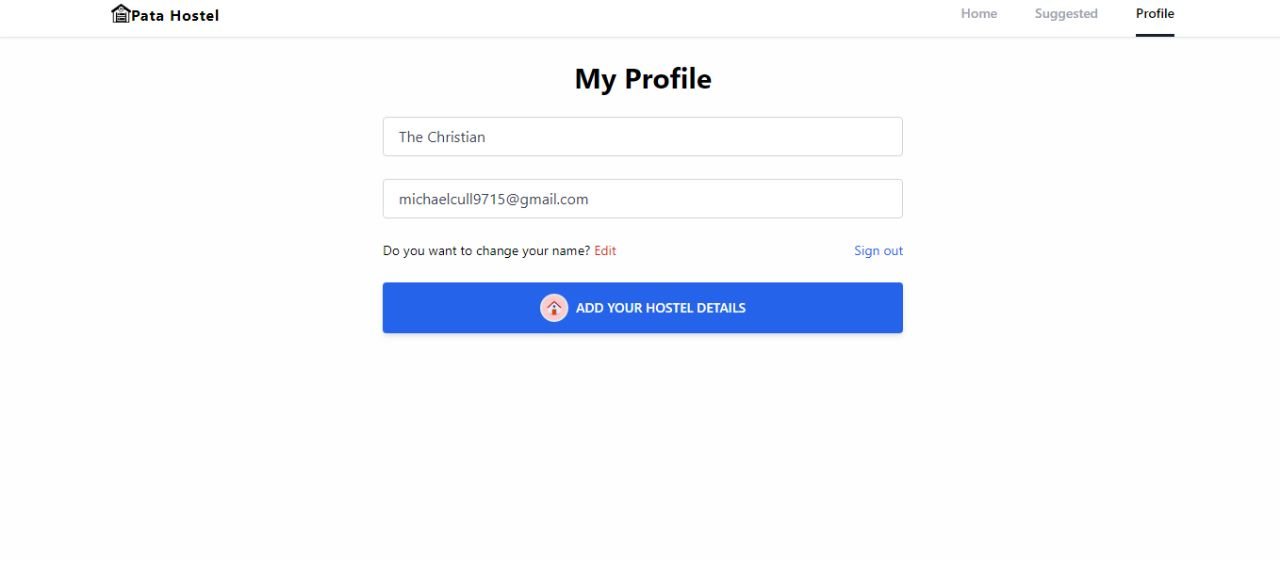 Pata Hostel Home Suggested Profile
My Profile
The Christian
michaelcull9715@gmail.com
Do you want to change your name? Edit Sign out
ADD YOUR HOSTEL DETAILS